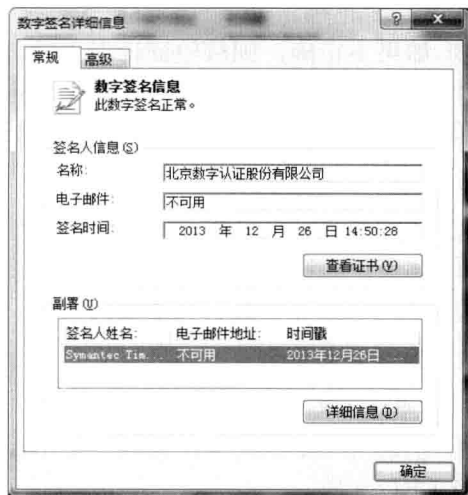 数字签名详细信息
常规 高级
数字签名信息
此数字签名正常。
签名人信息(S)
名称: 北京数字认证股份有限公司
电子邮件: 不可用
签名时间: 2013 年 12 月 26 日 14:50:28
查看证书(V)
副署(U)
签名人姓名: 电子邮件地址: 时间戳
Symantec Tim... 不可用 2013年12月26日 ...
详细信息(D)
确定